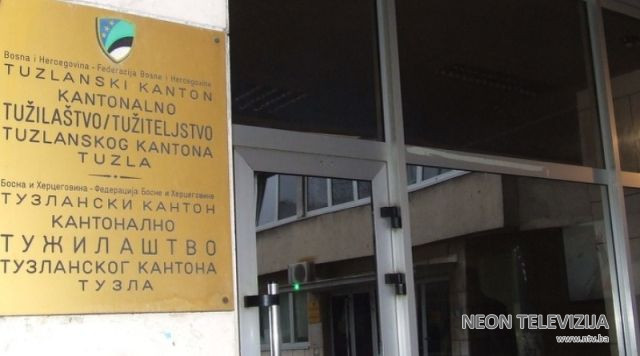 Bosna i Hercegovina - Federacija Bosne i Hercegovine
TUZLANSKI KANTON
KANTONALNO
TUŽILAŠTVO/TUŽITELJSTVO
TUZLANSKOG KANTONA
TUZLA
Босна и Херцеговина - Федерација Босне и Херцеговине
ТУЗЛАНСКИ КАНТОН
КАНТОНАЛНО
ТУЖИЛАШТВО
ТУЗЛАНСКОГ КАНТОНА
ТУЗЛА
NEON TELEVIZIJA
www.ntv.ba